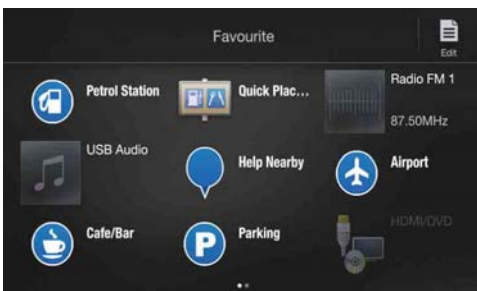 Favourite
Edit
Petrol Station
Quick Plac...
Radio FM 1
87.50MHz
USB Audio
Help Nearby
Airport
Cafe/Bar
P
Parking
HDMI/DVD